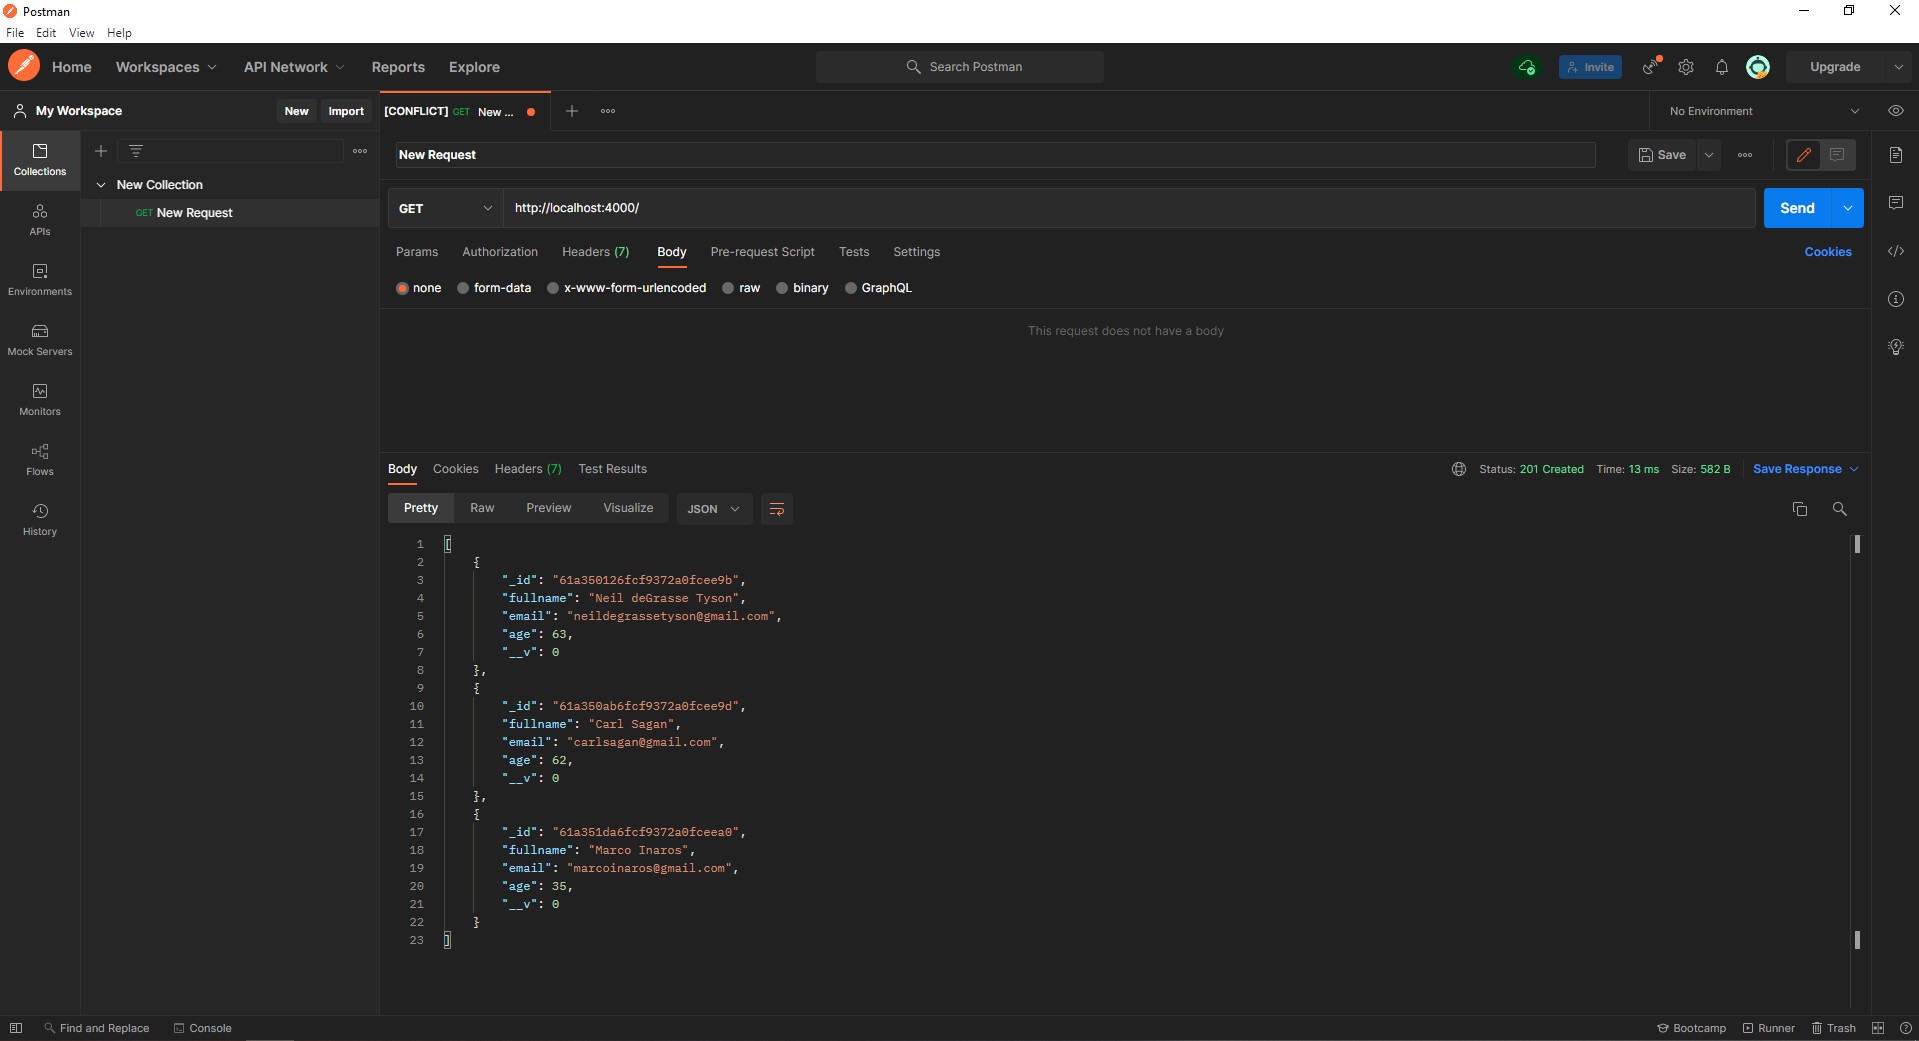 Postman
File Edit View Help
Home Workspaces API Network Reports Explore Search Postman Invite Upgrade
My Workspace New Import [CONFLICT] GET New ... No Environment
Collections
APIs
Environments
Mock Servers
Monitors
Flows
History
New Collection
GET New Request
New Request Save
GET http://localhost:4000/ Send
Params Authorization Headers (7) Body Pre-request Script Tests Settings Cookies
none form-data x-www-form-urlencoded raw binary GraphQL
This request does not have a body
Body Cookies Headers (7) Test Results Status: 201 Created Time: 13 ms Size: 582 B Save Response
Pretty Raw Preview Visualize JSON
1 [
2 {
3 "_id": "61a350126fcf9372a0fcee9b",
4 "fullname": "Neil deGrasse Tyson",
5 "email": "neildegrassetyson@gmail.com",
6 "age": 63,
7 "__v": 0
8 },
9 {
10 "_id": "61a350ab6fcf9372a0fcee9d",
11 "fullname": "Carl Sagan",
12 "email": "carlsagan@gmail.com",
13 "age": 62,
14 "__v": 0
15 },
16 {
17 "_id": "61a351da6fcf9372a0fceea0",
18 "fullname": "Marco Inaros",
19 "email": "marcoinaros@gmail.com",
20 "age": 35,
21 "__v": 0
22 }
23 ]
Find and Replace Console Bootcamp Runner Trash